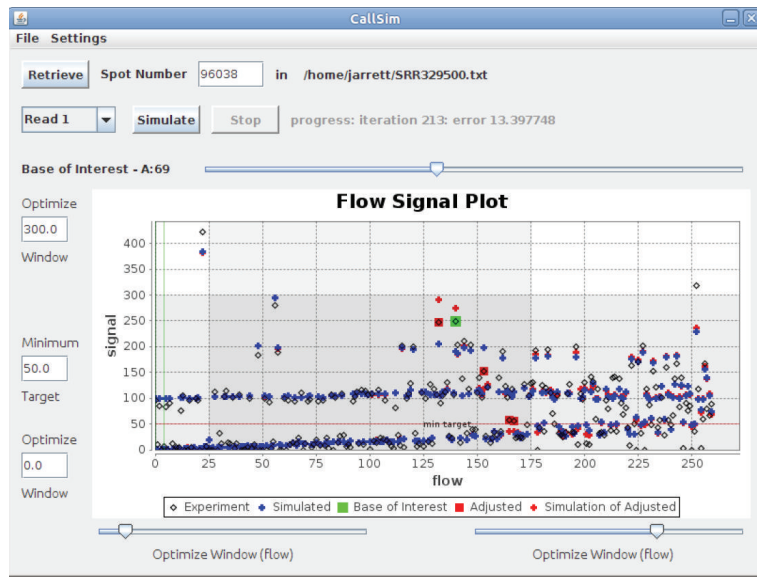 CallSim
File Settings
Retrieve Spot Number 96038 in /home/jarrett/SRR329500.txt
Read 1 Simulate Stop progress: iteration 213: error 13.397748
Base of Interest - A:69
Optimize
300.0
Window
Minimum
50.0
Target
Optimize
0.0
Window
Flow Signal Plot
signal
400
350
300
250
200
150
100
50
0
min target
0 25 50 75 100 125 150 175 200 225 250
flow
Experiment Simulated Base of Interest Adjusted Simulation of Adjusted
Optimize Window (flow) Optimize Window (flow)